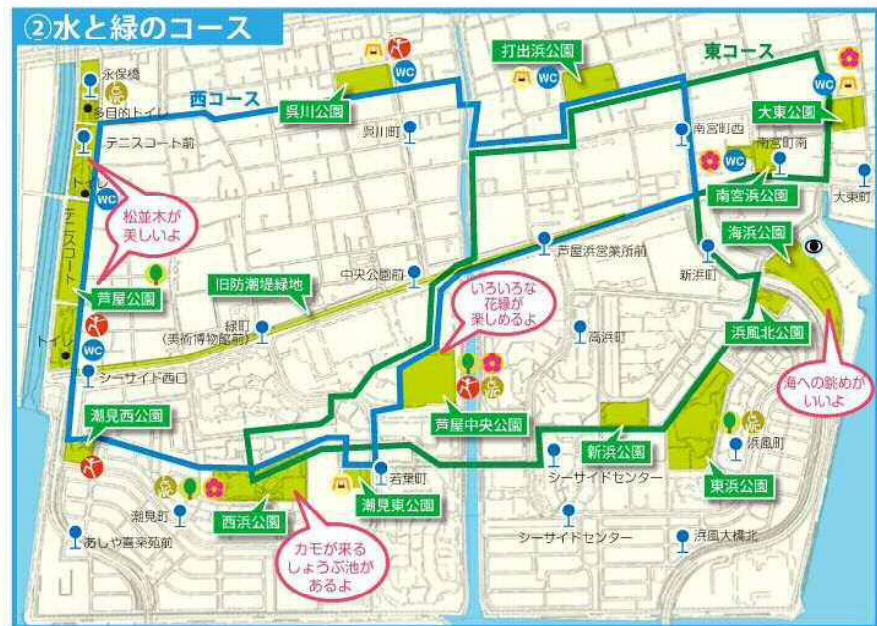 ②水と緑のコース
永保橋
多目的トイレ
テニスコート前
トイレ
WC
テニスコート
松並木が
美しいよ
芦屋公園
トイレ
WC
シーサイド西口
潮見西公園
西コース
呉川公園
WC
呉川町
打出浜公園
WC
東コース
WC
大東公園
南宮町西
WC
南宮町南
南宮浜公園
大東町
海浜公園
芦屋浜営業所前
新浜町
中央公園前
旧防潮堤緑地
緑町
(美術博物館前)
いろいろな
花緑が
楽しめるよ
高浜町
浜風北公園
海への眺めが
いいよ
芦屋中央公園
新浜公園
浜風町
東浜公園
シーサイドセンター
若葉町
潮見東公園
西浜公園
潮見町
あしや喜楽苑前
カモが来る
しょうぶ池が
あるよ
シーサイドセンター
浜風大橋北